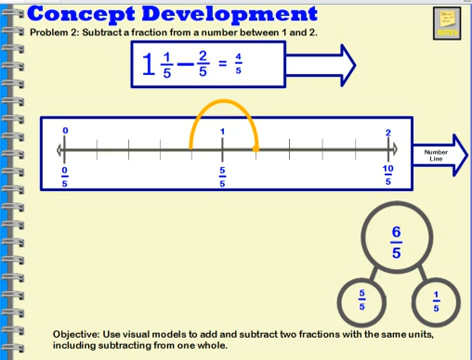 Concept Development
Problem 2: Subtract a fraction from a number between 1 and 2.
1 1/5 − 2/5 = 4/5
0 1 2
0/5 5/5 10/5
Number
Line
6/5
5/5 1/5
Objective: Use visual models to add and subtract two fractions with the same units,
including subtracting from one whole.